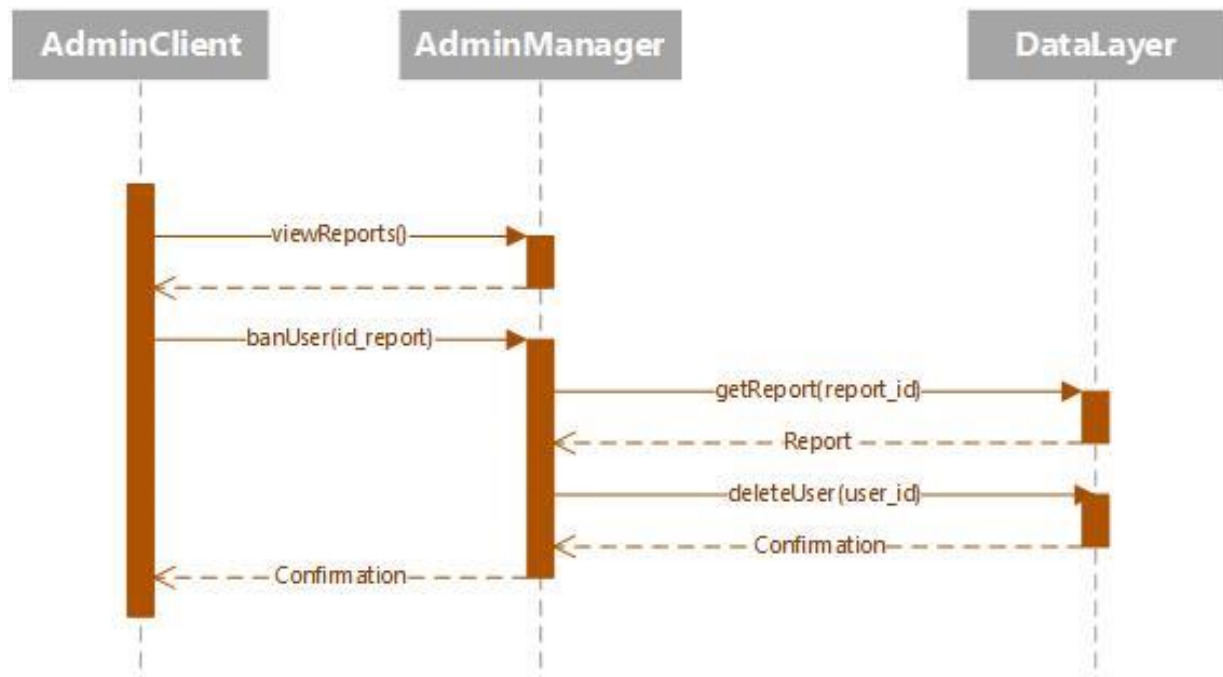 AdminClient
AdminManager
DataLayer
viewReports()
banUser(id_report)
getReport(report_id)
Report
deleteUser(user_id)
Confirmation
Confirmation